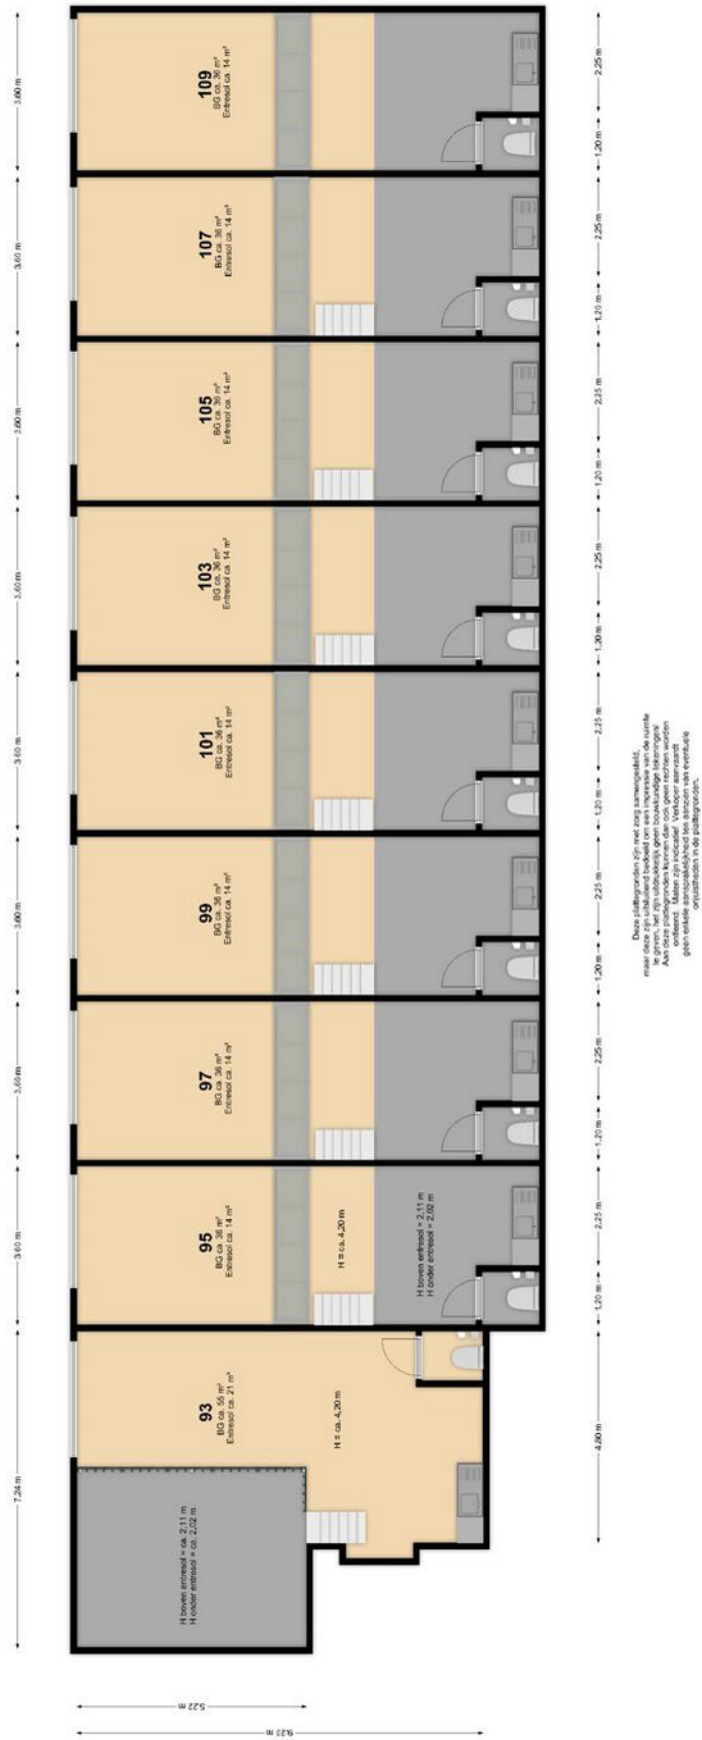 109
BG ca. 36 m²
Entresol ca. 14 m²
107
BG ca. 36 m²
Entresol ca. 14 m²
105
BG ca. 36 m²
Entresol ca. 14 m²
103
BG ca. 36 m²
Entresol ca. 14 m²
101
BG ca. 36 m²
Entresol ca. 14 m²
99
BG ca. 36 m²
Entresol ca. 14 m²
97
BG ca. 36 m²
Entresol ca. 14 m²
95
BG ca. 36 m²
Entresol ca. 14 m²
H = ca. 4,20 m
H boven entresol = 2,11 m
H onder entresol = 2,02 m
93
BG ca. 55 m²
Entresol ca. 21 m²
H = ca. 4,20 m
H boven entresol = ca. 2,11 m
H onder entresol = ca. 2,02 m
3,60 m
3,60 m
3,60 m
3,60 m
3,60 m
3,60 m
3,60 m
3,60 m
7,24 m
2,25 m
1,20 m
2,25 m
1,20 m
2,25 m
1,20 m
2,25 m
1,20 m
2,25 m
1,20 m
2,25 m
1,20 m
2,25 m
1,20 m
2,25 m
1,20 m
4,80 m
5,22 m
9,23 m
Deze plattegronden zijn met zorg samengesteld,
maar deze zijn uitsluitend bedoeld om een impressie van de ruimte
te geven, het zijn uitdrukkelijk geen bouwkundige tekeningen!
Aan deze plattegronden kunnen dan ook geen rechten worden
ontleend. Maten zijn indicatief. Verkoper aanvaardt
geen enkele aansprakelijkheid ten aanzien van eventuele
onjuistheden in de plattegronden.